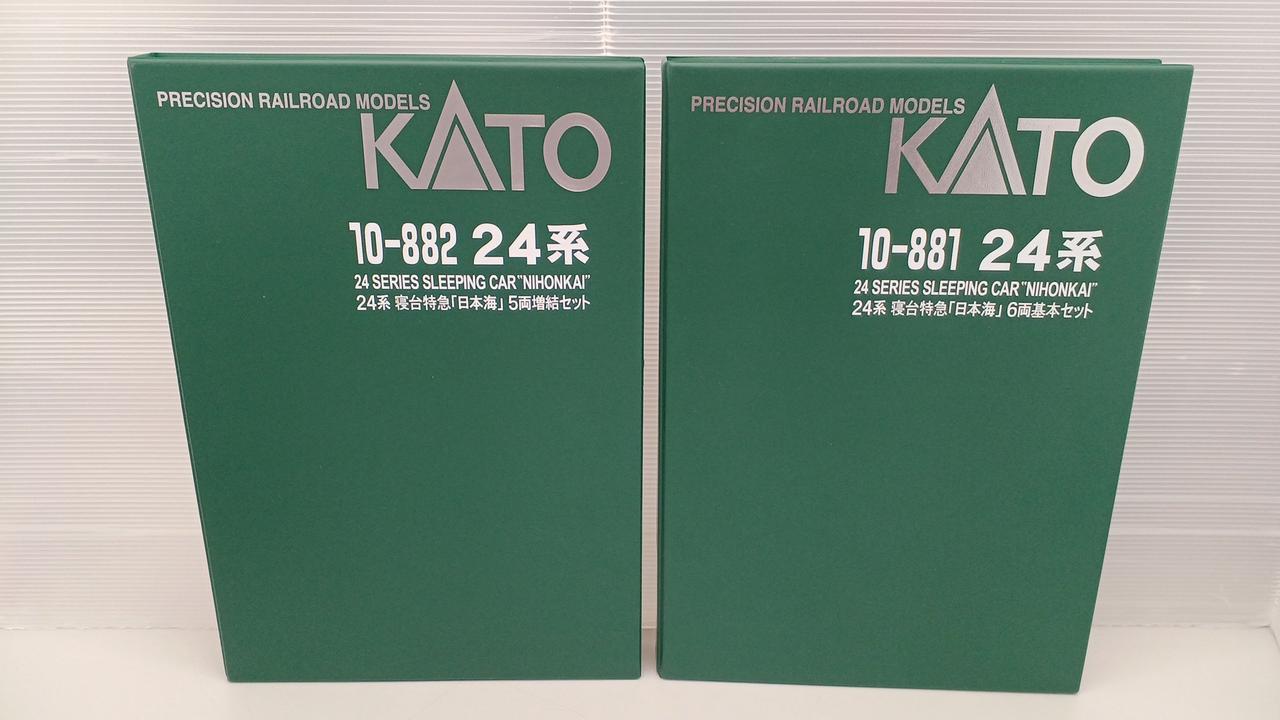 PRECISION RAILROAD MODELS
KATO
10-882 24系
24 SERIES SLEEPING CAR "NIHONKAI"
24系 寝台特急「日本海」5両増結セット
PRECISION RAILROAD MODELS
KATO
10-881 24系
24 SERIES SLEEPING CAR "NIHONKAI"
24系 寝台特急「日本海」6両基本セット